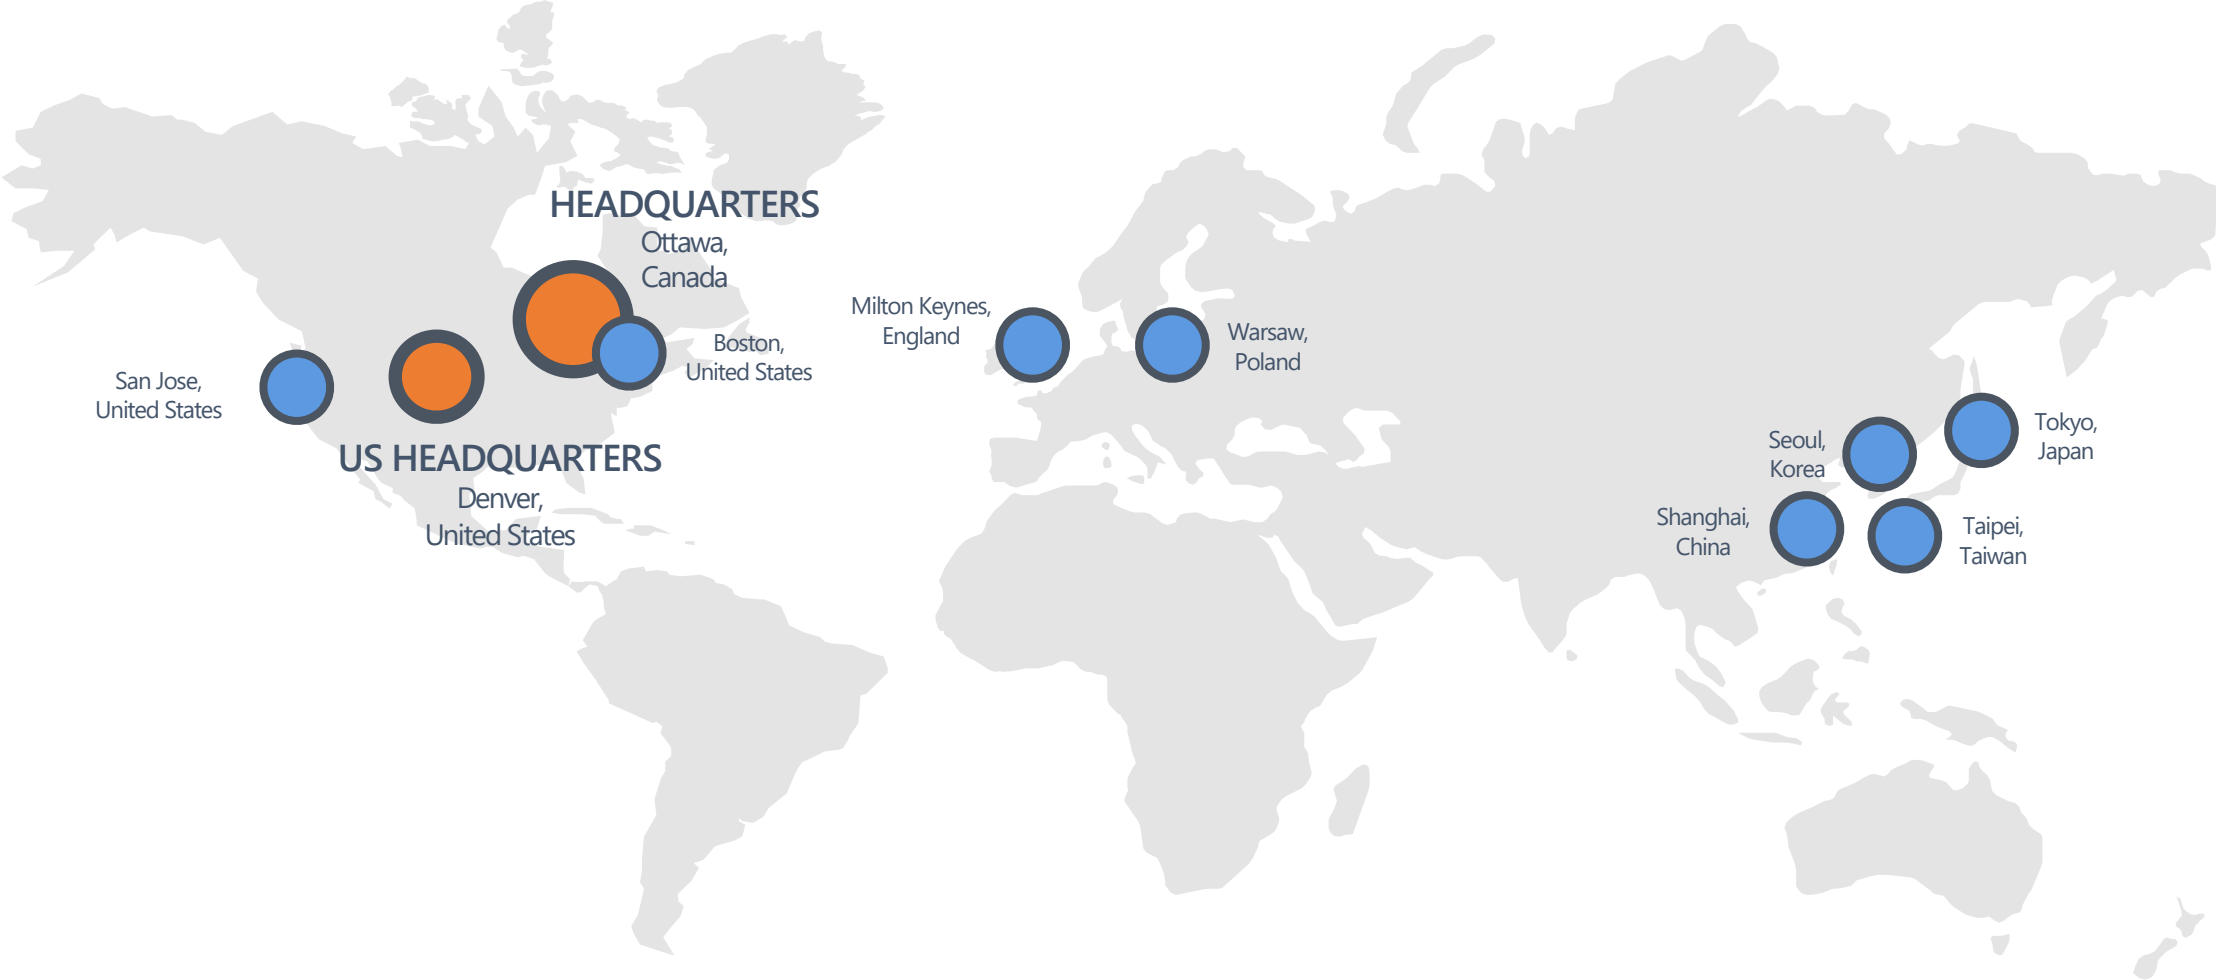 HEADQUARTERS
Ottawa,
Canada
Milton Keynes,
England
Warsaw,
Poland
Boston,
United States
San Jose,
United States
US HEADQUARTERS
Denver,
United States
Tokyo,
Japan
Seoul,
Korea
Shanghai,
China
Taipei,
Taiwan